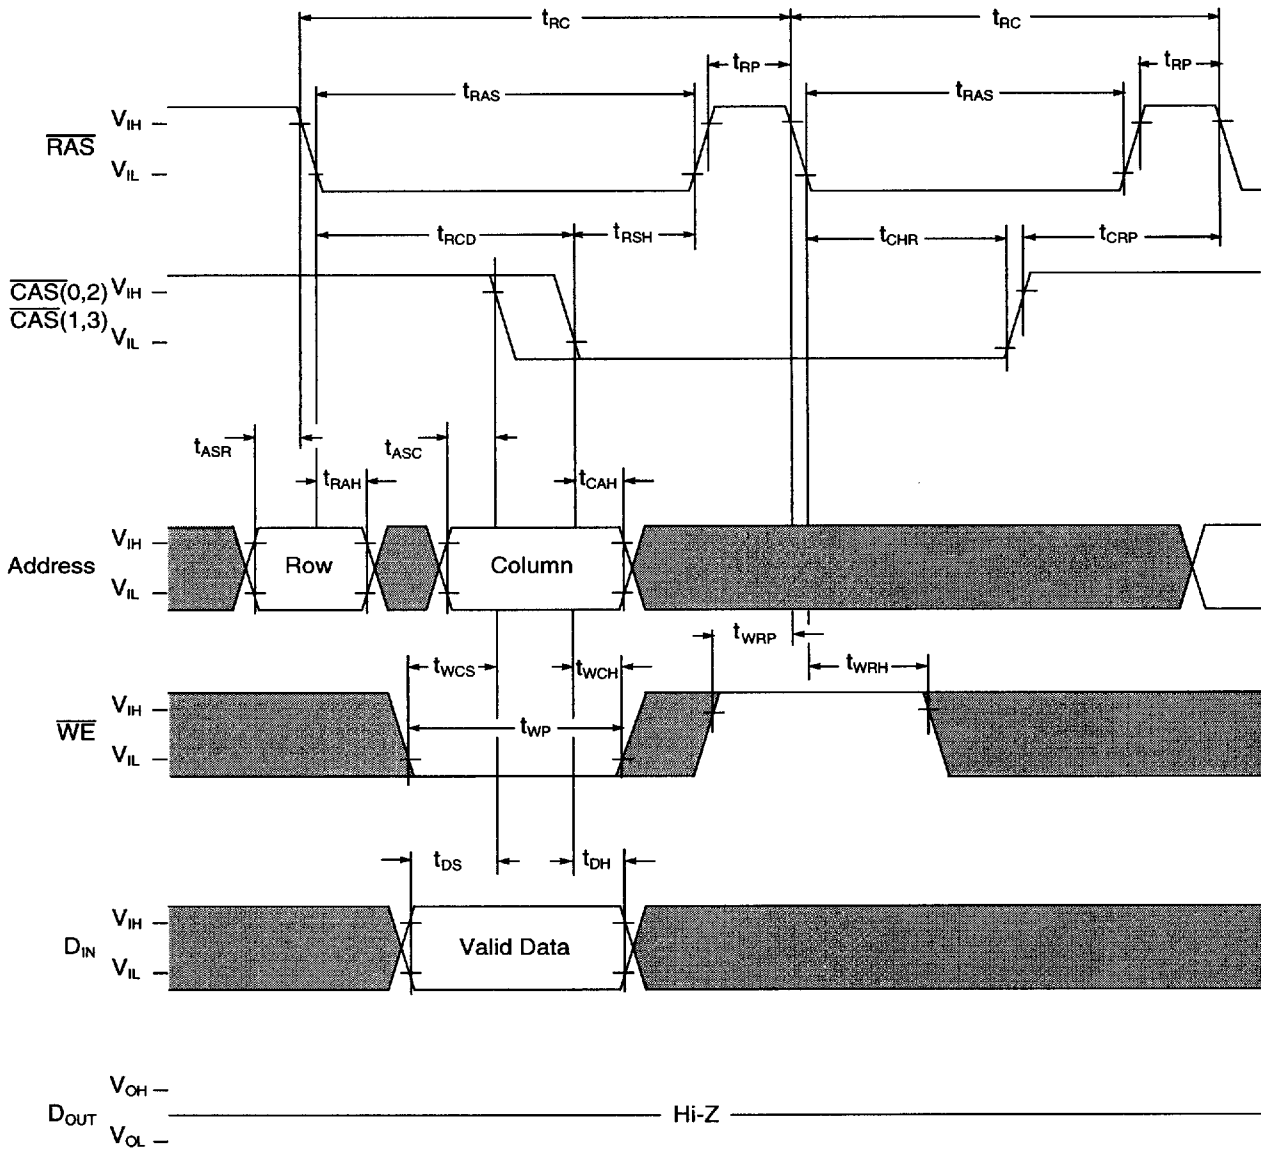 tRC tRC
tRP tRP
tRAS tRAS
VIH
RAS
VIL
tRCD tRSH tCHR tCRP
CAS(0,2) VIH
CAS(1,3) VIL
tASR tASC
tRAH tCAH
VIH
Address Row Column
VIL
tWRP
tWCS tWCH tWRH
VIH
WE tWP
VIL
tDS tDH
VIH
DIN Valid Data
VIL
VOH
DOUT Hi-Z
VOL